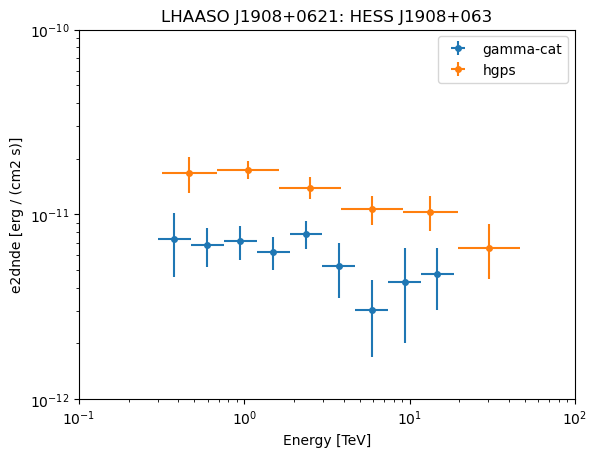 LHAASO J1908+0621: HESS J1908+063
gamma-cat
hgps
e2dnde [erg / (cm2 s)]
10⁻¹⁰
10⁻¹¹
10⁻¹²
10⁻¹ 10⁰ 10¹ 10²
Energy [TeV]